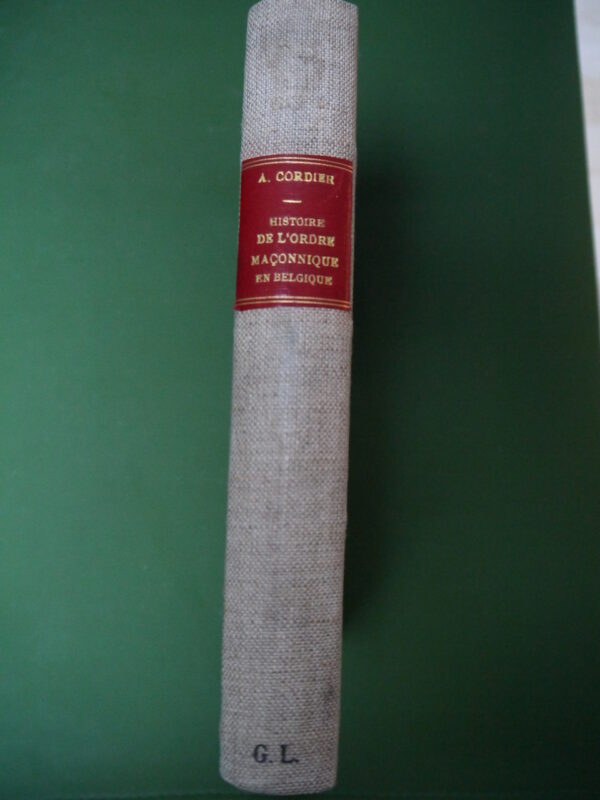 A. CORDIER
HISTOIRE
DE L'ORDRE
MAÇONNIQUE
EN BELGIQUE
G. L.